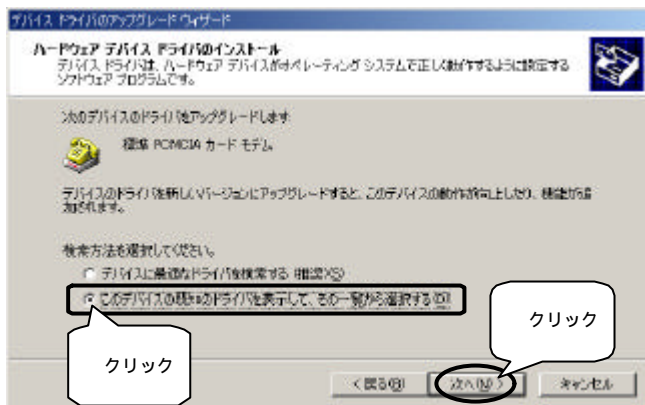 デバイス ドライバのアップグレード ウィザード
ハードウェア デバイス ドライバのインストール
デバイス ドライバは、ハードウェア デバイスがオペレーティング システムで正しく動作するように設定する
ソフトウェア プログラムです。
次のデバイスのドライバをアップグレードします
標準 PCMCIA カード モデム
デバイスのドライバを新しいバージョンにアップグレードすると、このデバイスの動作が向上したり、機能が追
加されます。
検索方法を選択してください。
デバイスに最適なドライバを検索する (推奨)(S)
このデバイスの既知のドライバを表示して、その一覧から選択する(D)
クリック
クリック
< 戻る(B)
次へ(N) >
キャンセル